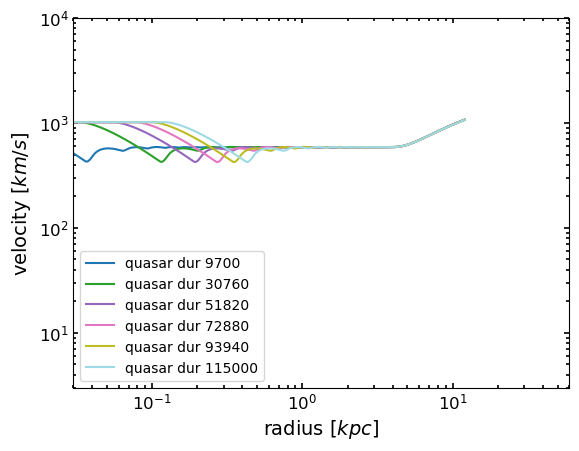 10^4
10^3
10^2
10^1
velocity [km/s]
quasar dur 9700
quasar dur 30760
quasar dur 51820
quasar dur 72880
quasar dur 93940
quasar dur 115000
10^-1 10^0 10^1
radius [kpc]